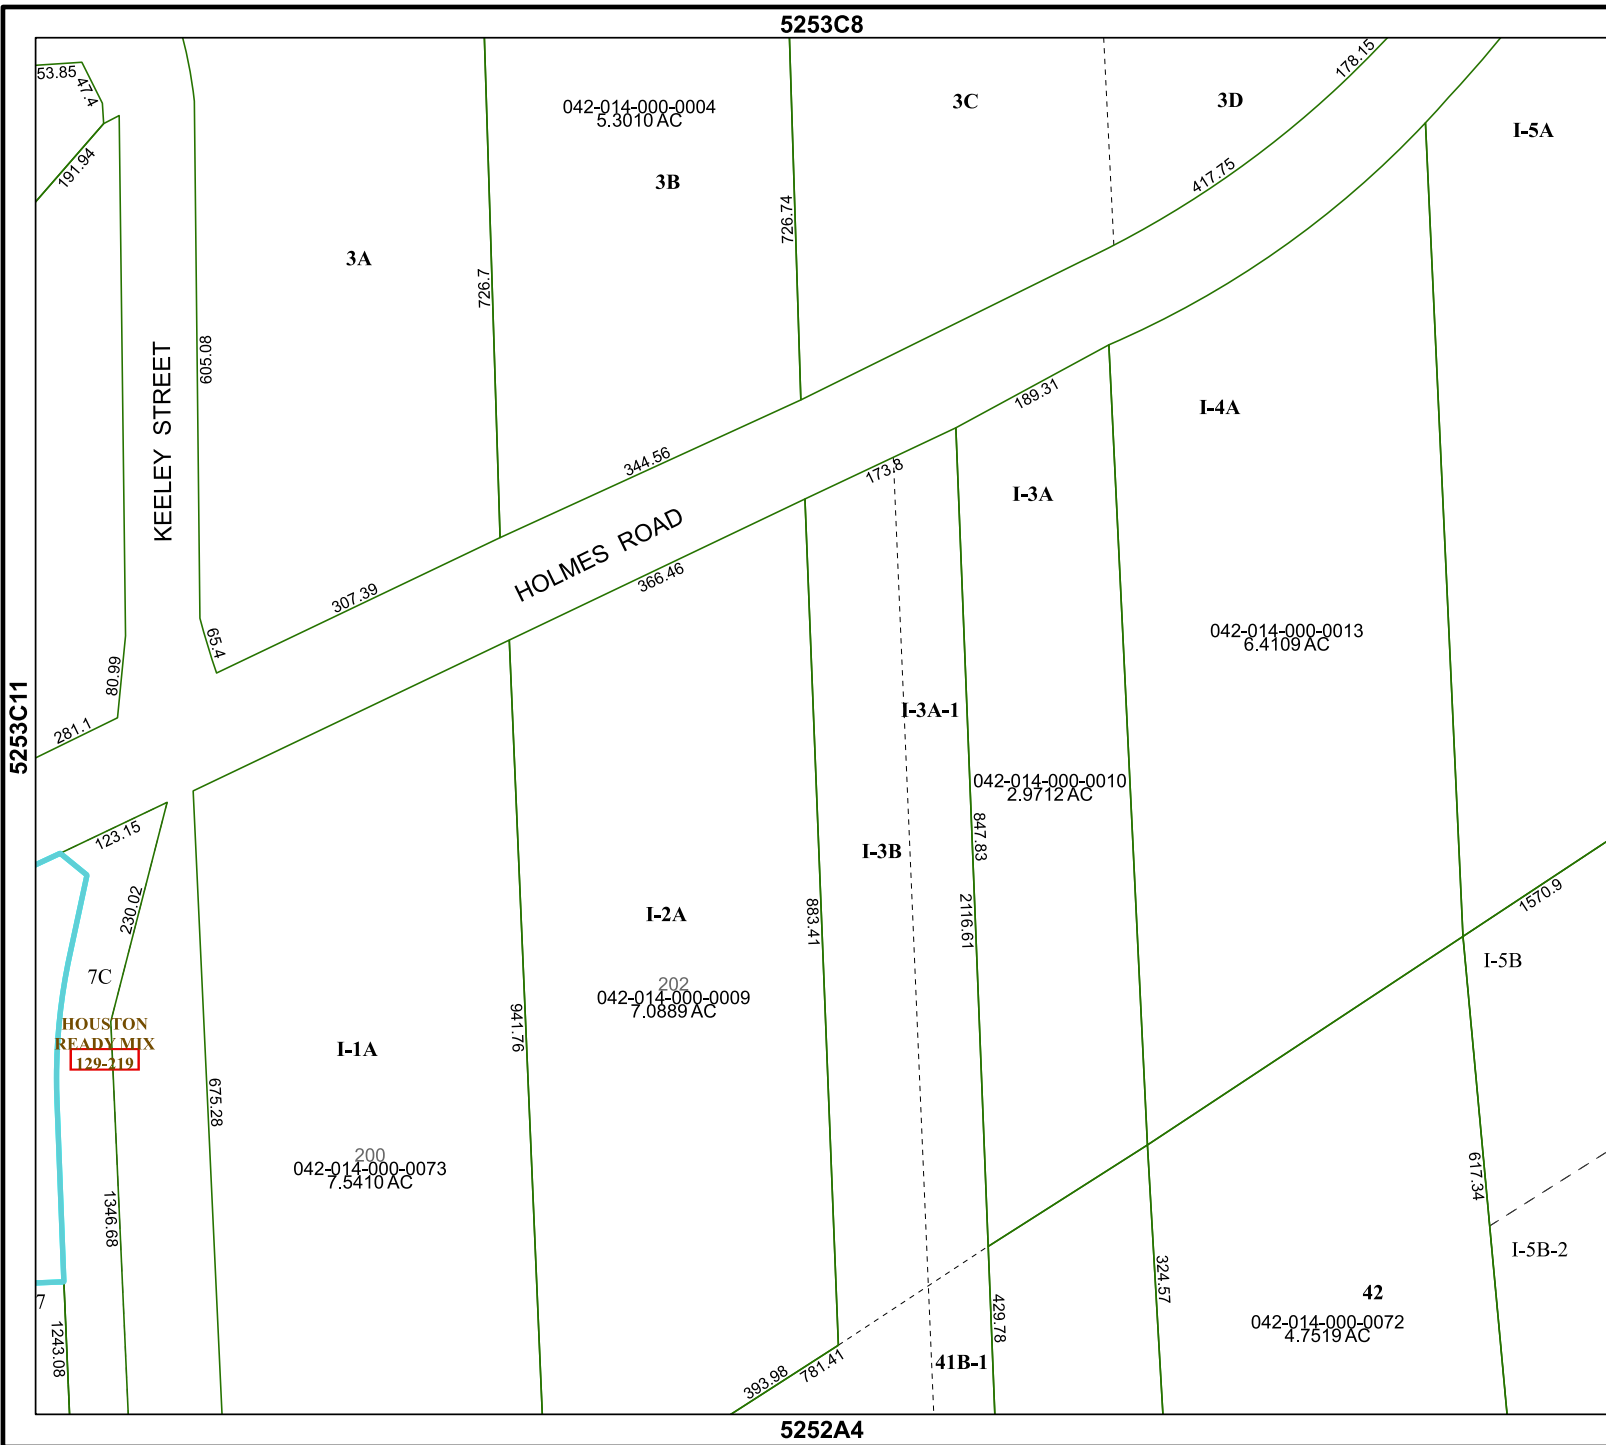 5253C8
53.85
47.4
191.94
042-014-000-0004
5.3010 AC
3B
3C
3D
178.15
I-5A
417.75
726.74
3A
726.7
605.08
KEELEY STREET
344.56
189.31
I-4A
173.8
I-3A
HOLMES ROAD
366.46
307.39
65.4
80.99
281.1
5253C11
042-014-000-0013
6.4109 AC
I-3A-1
042-014-000-0010
2.9712 AC
847.83
I-3B
123.15
230.02
7C
I-2A
883.41
2116.61
1570.9
I-5B
202
042-014-000-0009
7.0889 AC
941.76
HOUSTON
READY MIX
129-219
I-1A
675.28
200
042-014-000-0073
7.5410 AC
1346.68
617.34
I-5B-2
324.57
42
042-014-000-0072
4.7519 AC
7
1243.08
429.78
41B-1
393.98
781.41
5252A4